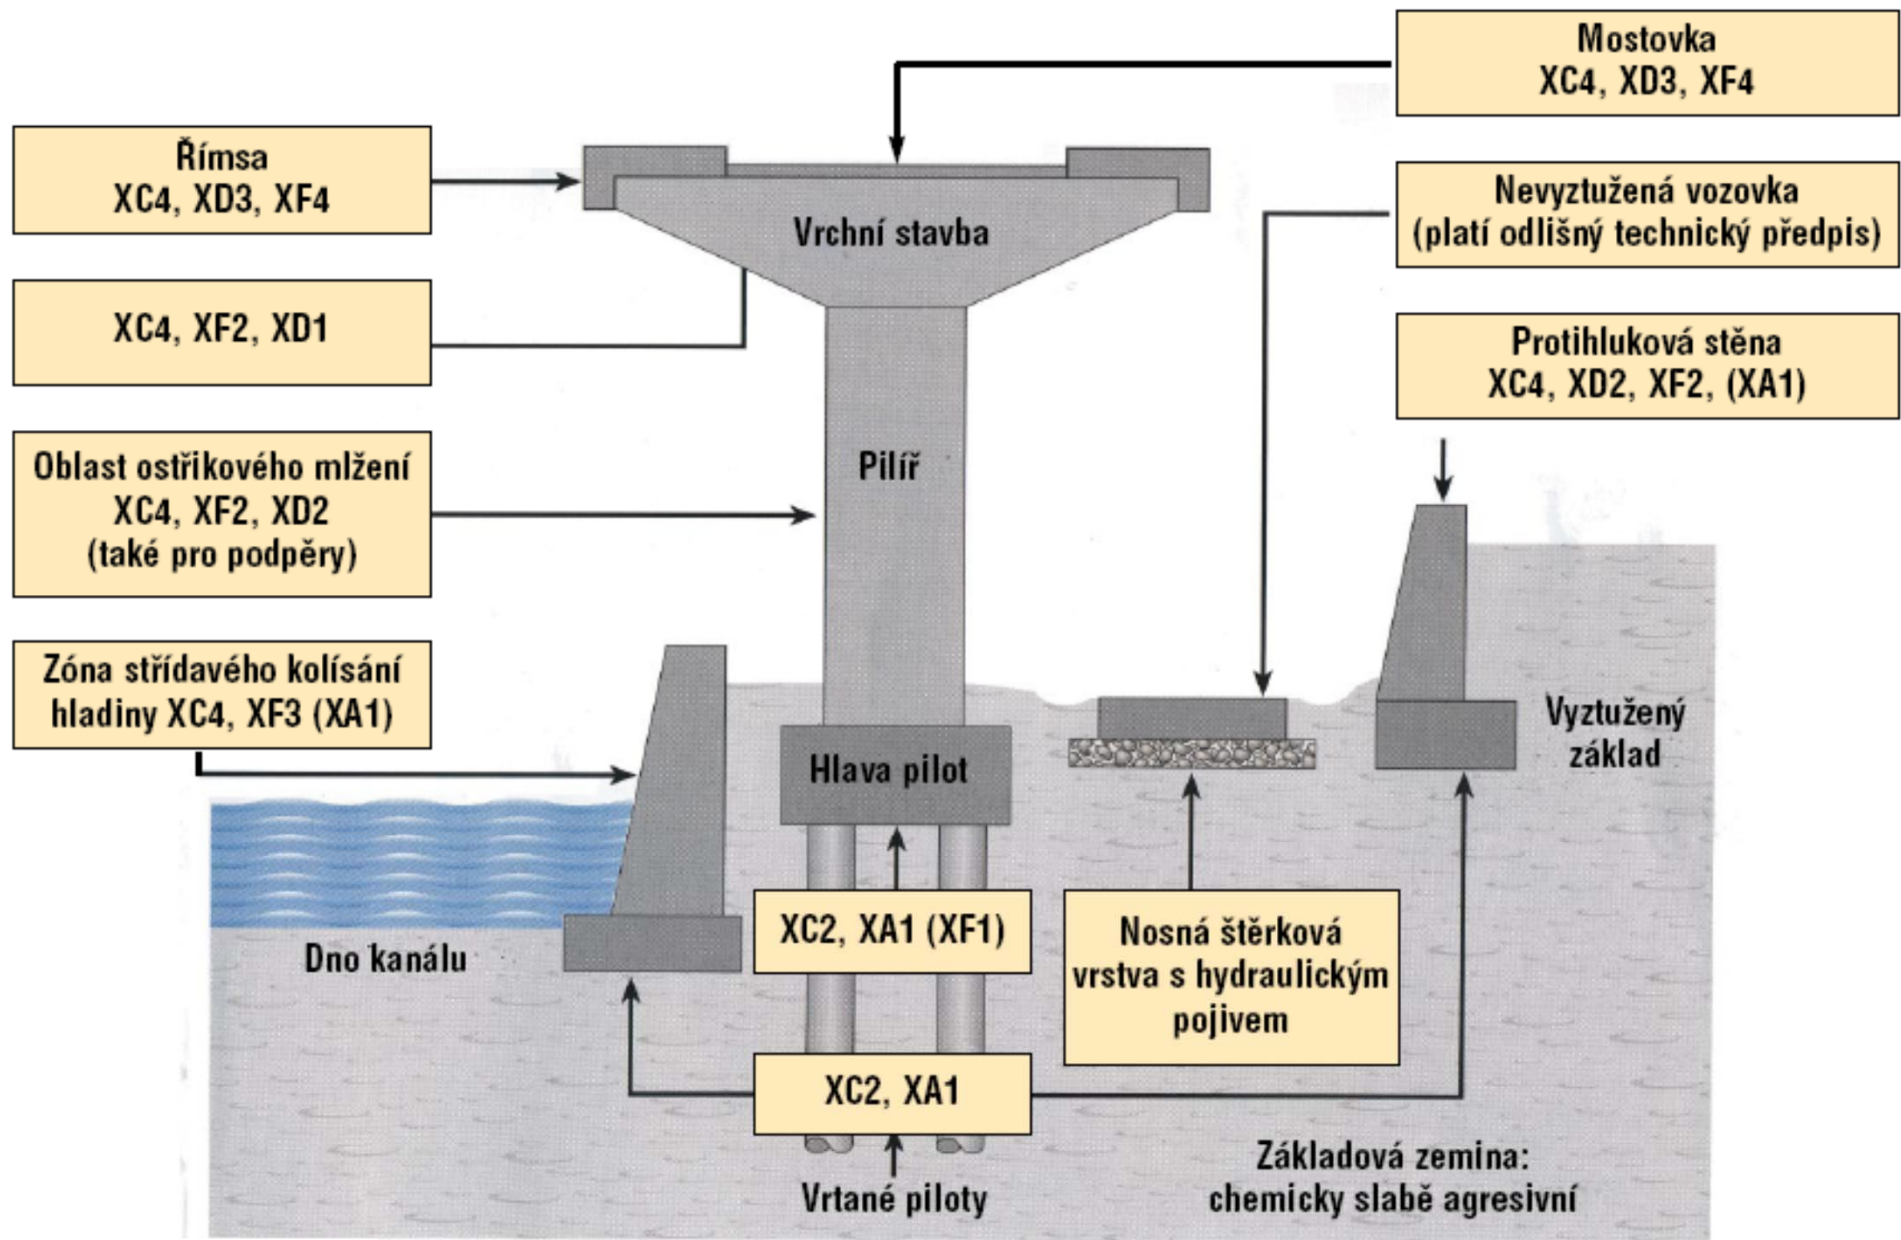 Mostovka
XC4, XD3, XF4
Římsa
XC4, XD3, XF4
Nevyztužená vozovka
(platí odlišný technický předpis)
Vrchní stavba
XC4, XF2, XD1
Protihluková stěna
XC4, XD2, XF2, (XA1)
Oblast ostřikového mlžení
XC4, XF2, XD2
(také pro podpěry)
Pilíř
Zóna střídavého kolísání
hladiny XC4, XF3 (XA1)
Vyztužený
základ
Hlava pilot
XC2, XA1 (XF1)
Nosná štěrková
vrstva s hydraulickým
pojivem
Dno kanálu
XC2, XA1
Vrtané piloty
Základová zemina:
chemicky slabě agresivní